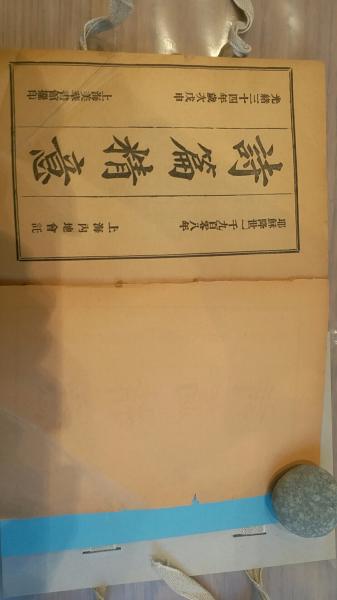 耶穌降世一千九百零八年
上海內地會託
詩篇精意
光緒三十四年歲次戊申
上海美華書館擺印